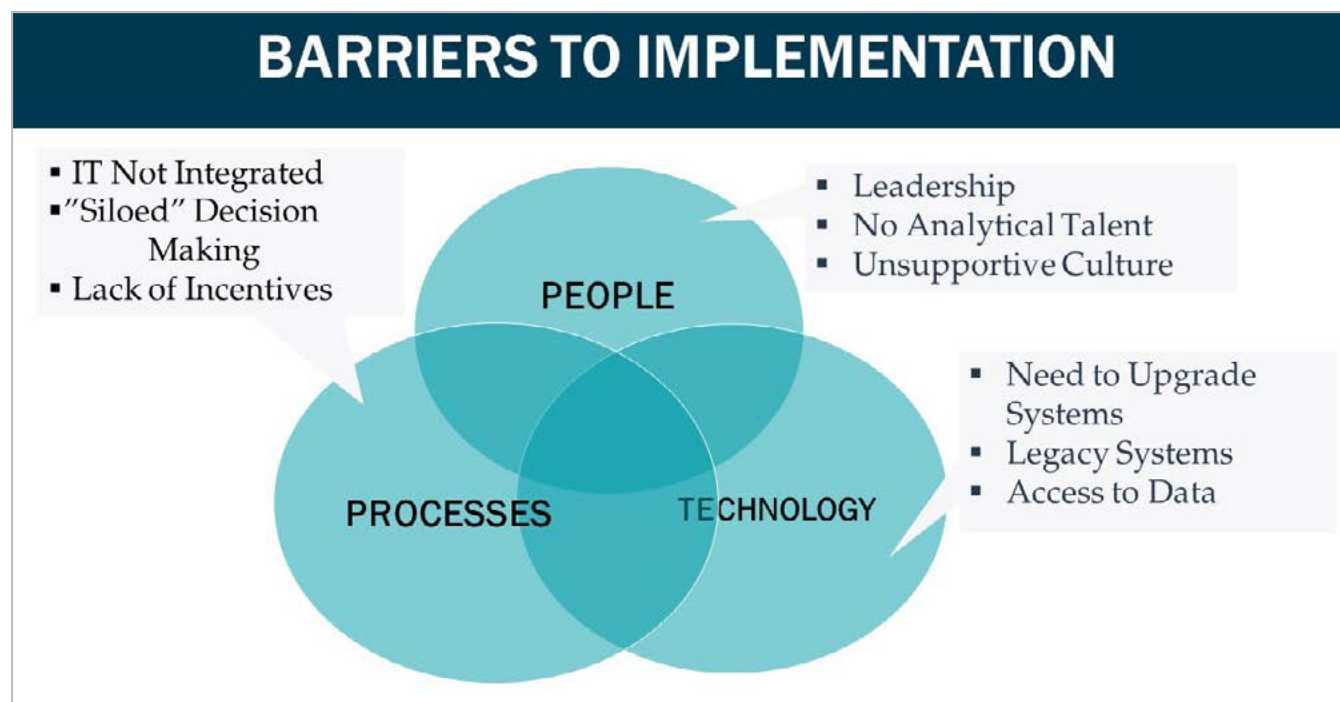 BARRIERS TO IMPLEMENTATION
▪ IT Not Integrated
▪ ”Siloed” Decision
Making
▪ Lack of Incentives
▪ Leadership
▪ No Analytical Talent
▪ Unsupportive Culture
PEOPLE
▪ Need to Upgrade
Systems
▪ Legacy Systems
▪ Access to Data
PROCESSES
TECHNOLOGY